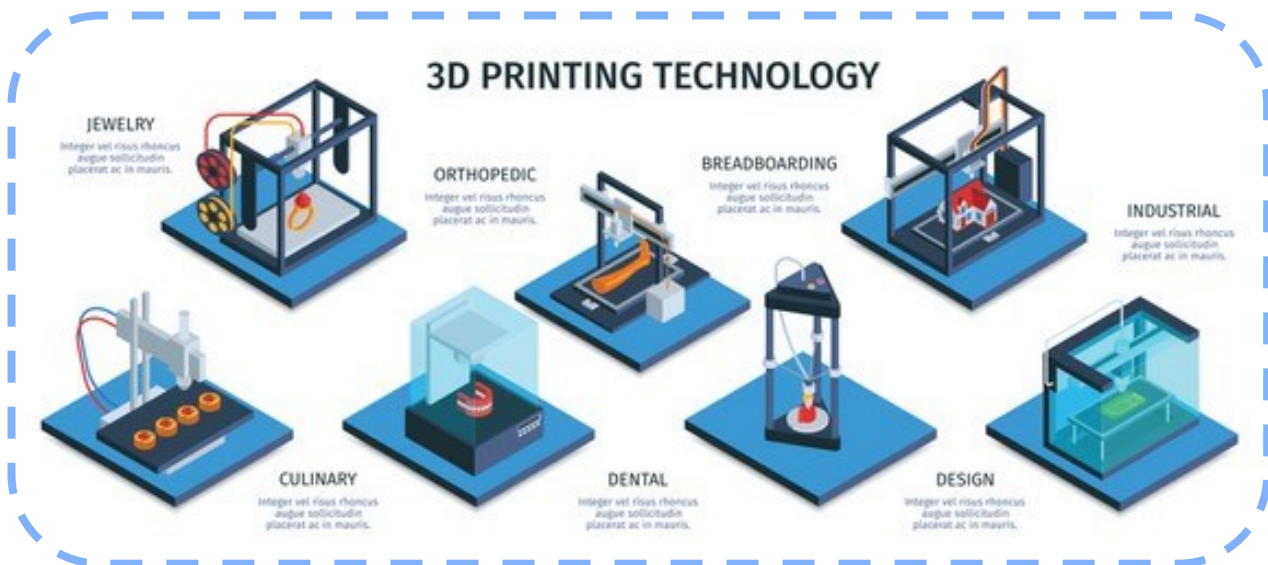 3D PRINTING TECHNOLOGY
JEWELRY
Integer vel risus rhoncus
augue sollicitudin
placerat ac in mauris.
ORTHOPEDIC
Integer vel risus rhoncus
augue sollicitudin
placerat ac in mauris.
BREADBOARDING
Integer vel risus rhoncus
augue sollicitudin
placerat ac in mauris.
INDUSTRIAL
Integer vel risus rhoncus
augue sollicitudin
placerat ac in mauris.
CULINARY
Integer vel risus rhoncus
augue sollicitudin
placerat ac in mauris.
DENTAL
Integer vel risus rhoncus
augue sollicitudin
placerat ac in mauris.
DESIGN
Integer vel risus rhoncus
augue sollicitudin
placerat ac in mauris.